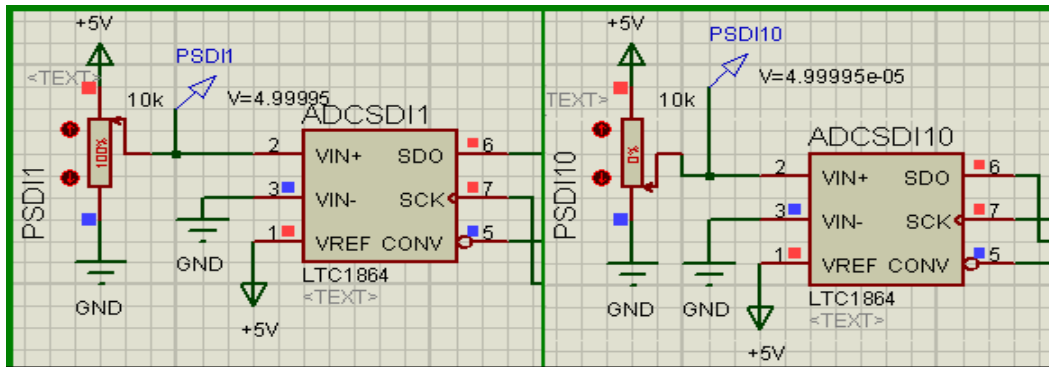 +5V
PSDI1
<TEXT>
10k
V=4.99995
ADCSDI1
100%
2 VIN+ SDO 6
3 VIN- SCK 7
1 VREF CONV 5
PSDI1
GND
LTC1864
<TEXT>
GND
+5V
+5V
PSDI10
V=4.99995e-05
TEXT>
10k
ADCSDI10
0%
2 VIN+ SDO 6
3 VIN- SCK 7
1 VREF CONV 5
PSDI10
GND
GND
LTC1864
<TEXT>
+5V